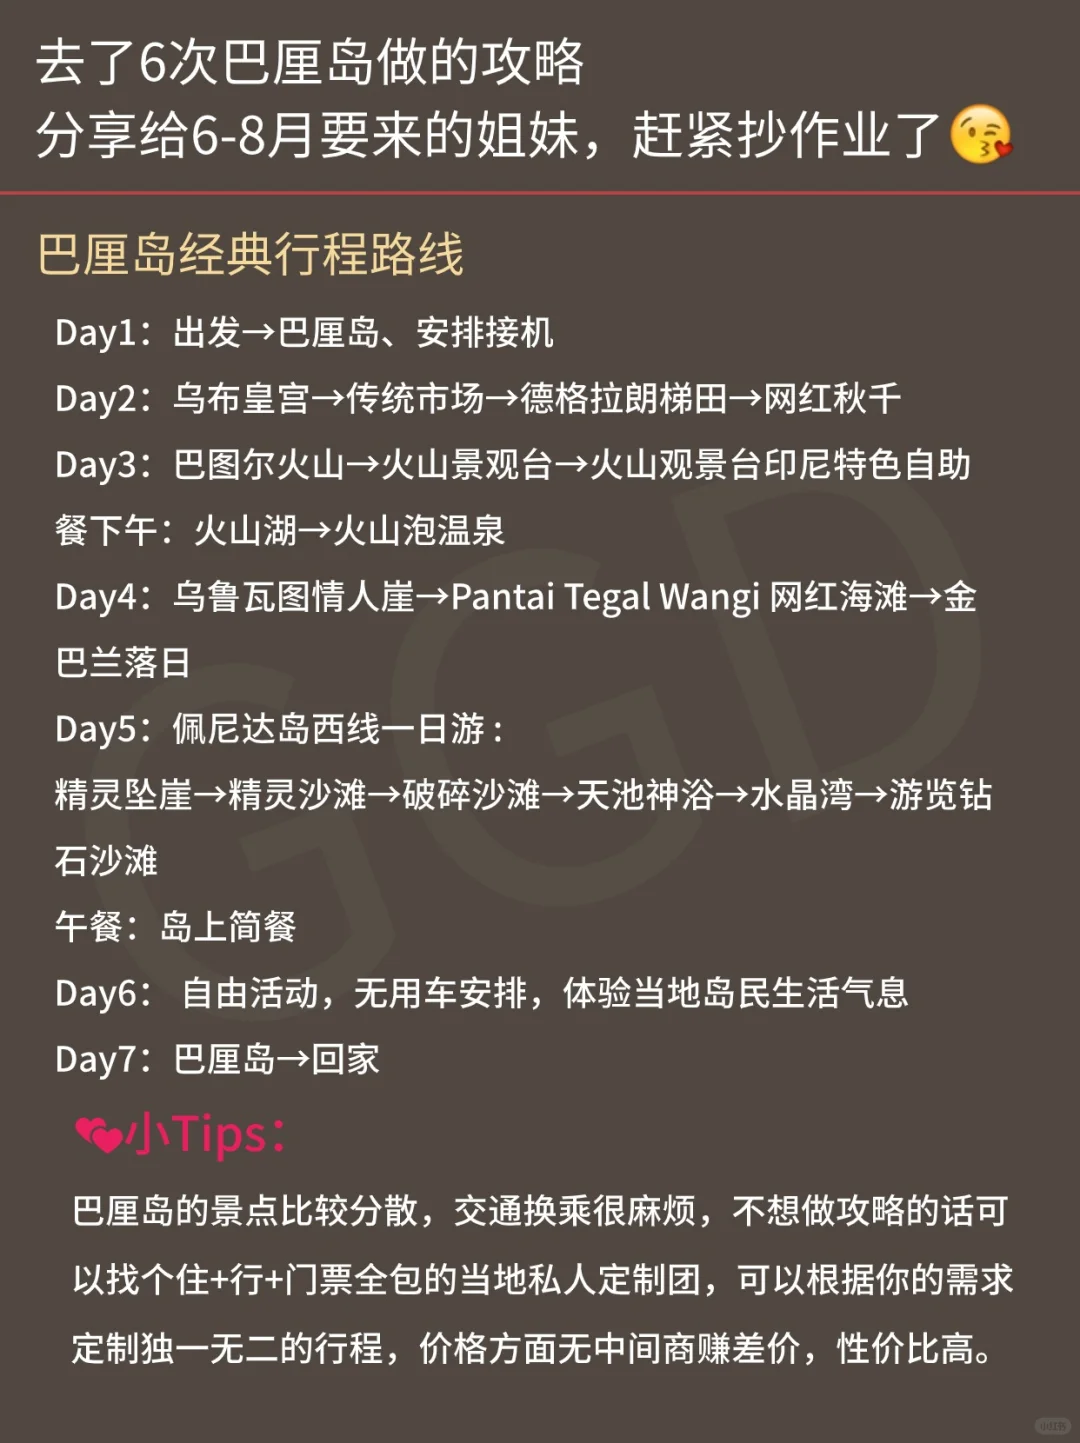 去了6次巴厘岛做的攻略
分享给6-8月要来的姐妹，赶紧抄作业了😘
巴厘岛经典行程路线
Day1：出发→巴厘岛、安排接机
Day2：乌布皇宫→传统市场→德格拉朗梯田→网红秋千
Day3：巴图尔火山→火山景观台→火山观景台印尼特色自助
餐下午：火山湖→火山泡温泉
Day4：乌鲁瓦图情人崖→Pantai Tegal Wangi 网红海滩→金
巴兰落日
Day5：佩尼达岛西线一日游：
精灵坠崖→精灵沙滩→破碎沙滩→天池神浴→水晶湾→游览钻
石沙滩
午餐：岛上简餐
Day6： 自由活动，无用车安排，体验当地岛民生活气息
Day7：巴厘岛→回家
💕小Tips：
巴厘岛的景点比较分散，交通换乘很麻烦，不想做攻略的话可
以找个住+行+门票全包的当地私人定制团，可以根据你的需求
定制独一无二的行程，价格方面无中间商赚差价，性价比高。
GGD
小红书